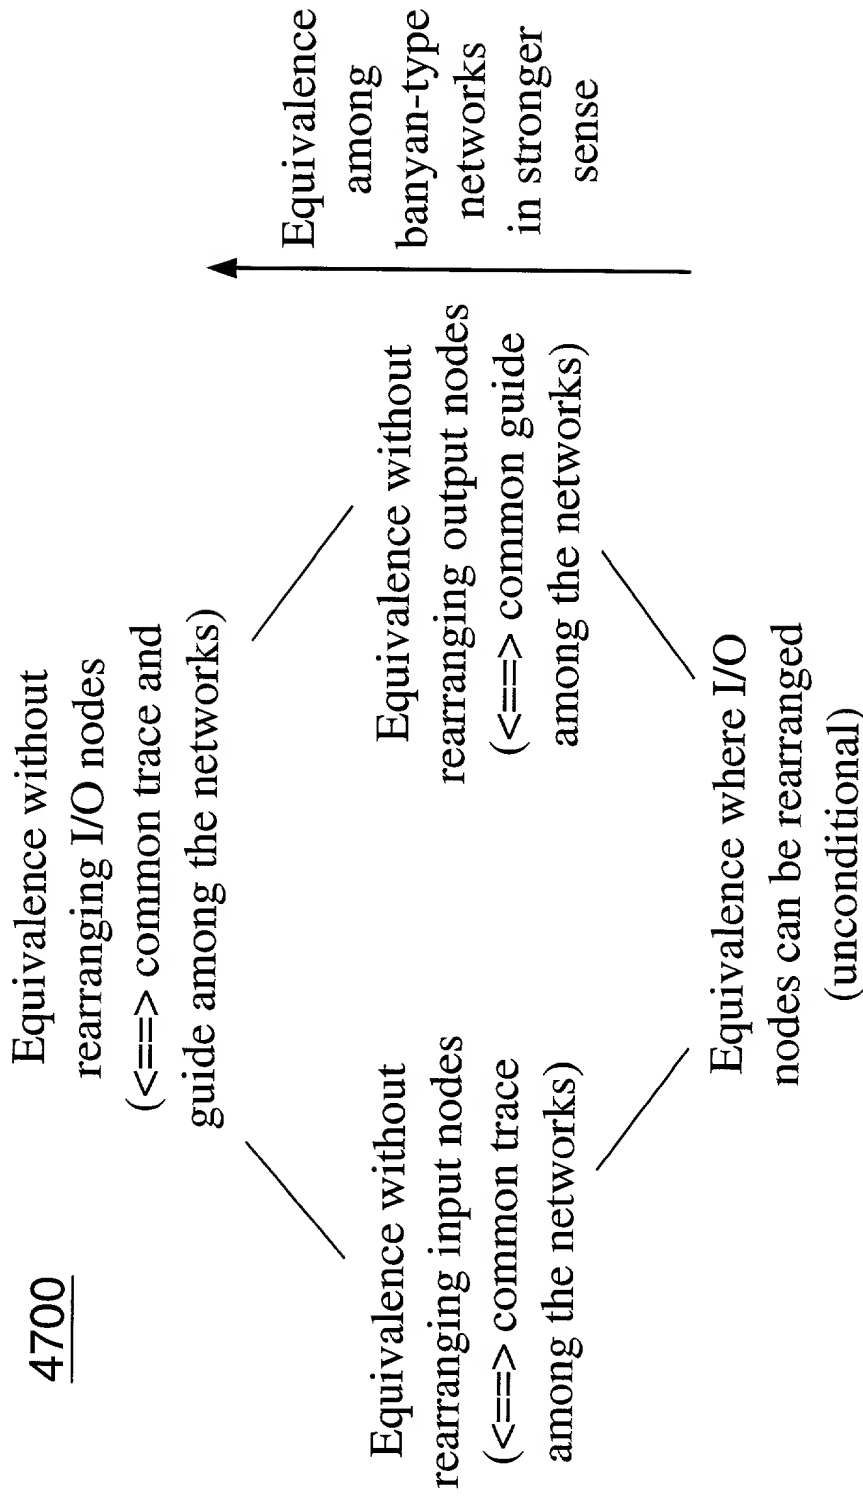 4700
Equivalence without
rearranging I/O nodes
(<==> common trace and
guide among the networks)
Equivalence without
rearranging input nodes
(<==> common trace
among the networks)
Equivalence without
rearranging output nodes
(<==> common guide
among the networks)
Equivalence where I/O
nodes can be rearranged
(unconditional)
Equivalence
among
banyan-type
networks
in stronger
sense